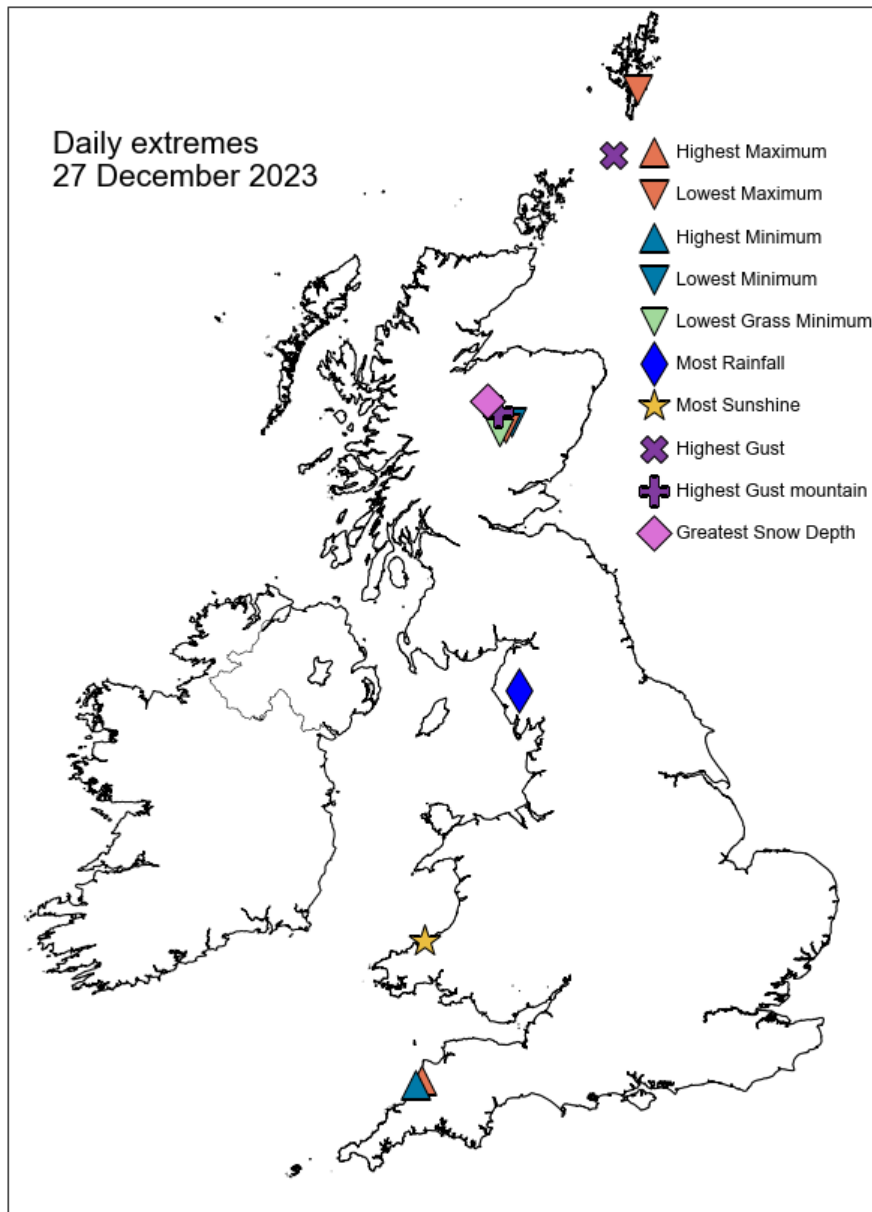 Daily extremes
27 December 2023
Highest Maximum
Lowest Maximum
Highest Minimum
Lowest Minimum
Lowest Grass Minimum
Most Rainfall
Most Sunshine
Highest Gust
Highest Gust mountain
Greatest Snow Depth